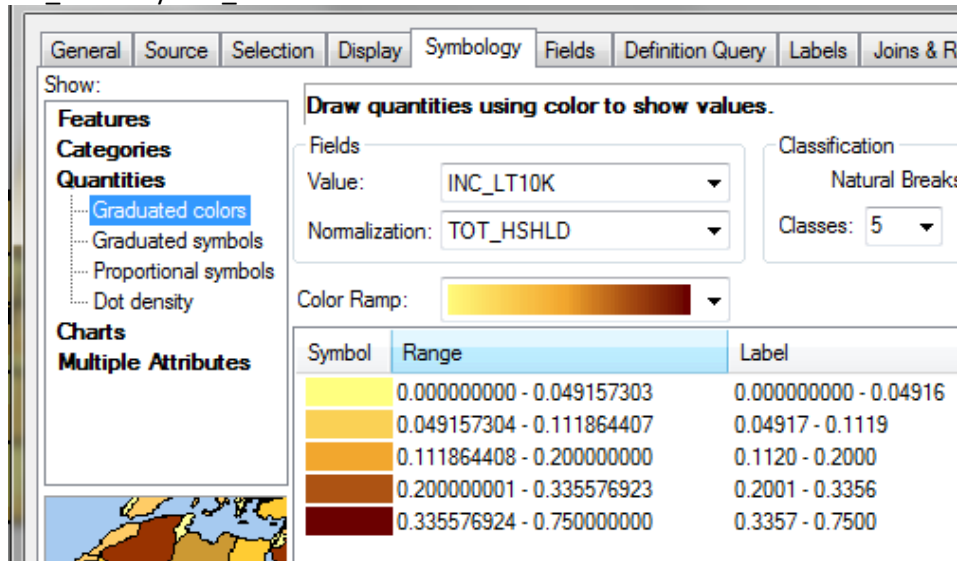 General Source Selection Display Symbology Fields Definition Query Labels Joins & R
Show:
Features
Categories
Quantities
Graduated colors
Graduated symbols
Proportional symbols
Dot density
Charts
Multiple Attributes
Draw quantities using color to show values.
Fields
Value: INC_LT10K
Normalization: TOT_HSHLD
Classification
Natural Breaks
Classes: 5
Color Ramp:
Symbol Range Label
0.000000000 - 0.049157303 0.000000000 - 0.04916
0.049157304 - 0.111864407 0.04917 - 0.1119
0.111864408 - 0.200000000 0.1120 - 0.2000
0.200000001 - 0.335576923 0.2001 - 0.3356
0.335576924 - 0.750000000 0.3357 - 0.7500